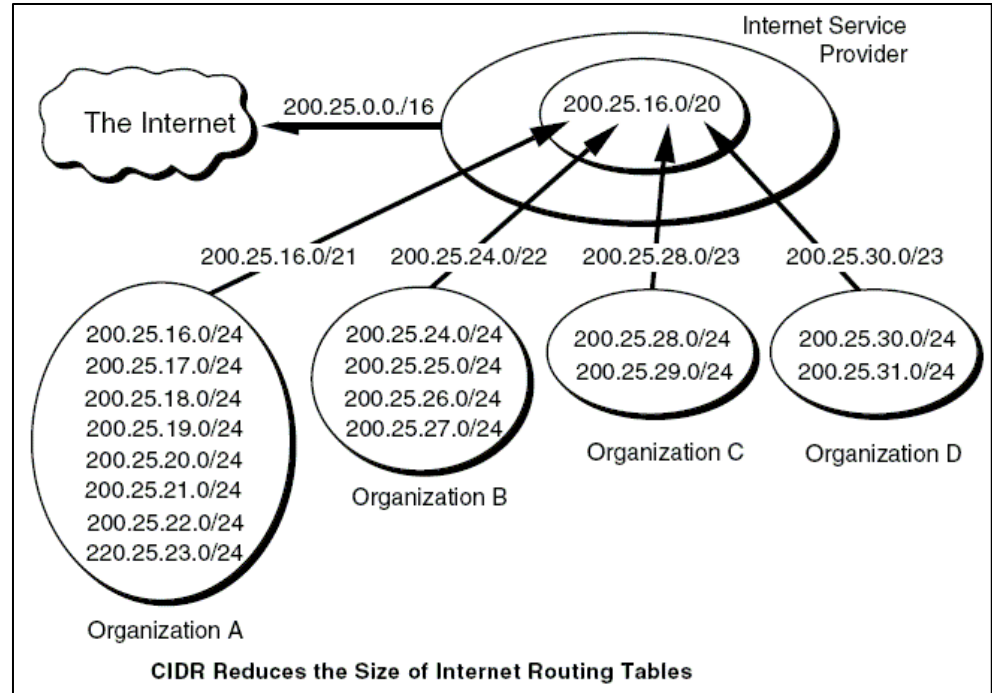 Internet Service
Provider
The Internet
200.25.0.0./16
200.25.16.0/20
200.25.16.0/21
200.25.24.0/22
200.25.28.0/23
200.25.30.0/23
200.25.16.0/24
200.25.17.0/24
200.25.18.0/24
200.25.19.0/24
200.25.20.0/24
200.25.21.0/24
200.25.22.0/24
220.25.23.0/24
Organization A
200.25.24.0/24
200.25.25.0/24
200.25.26.0/24
200.25.27.0/24
Organization B
200.25.28.0/24
200.25.29.0/24
Organization C
200.25.30.0/24
200.25.31.0/24
Organization D
CIDR Reduces the Size of Internet Routing Tables